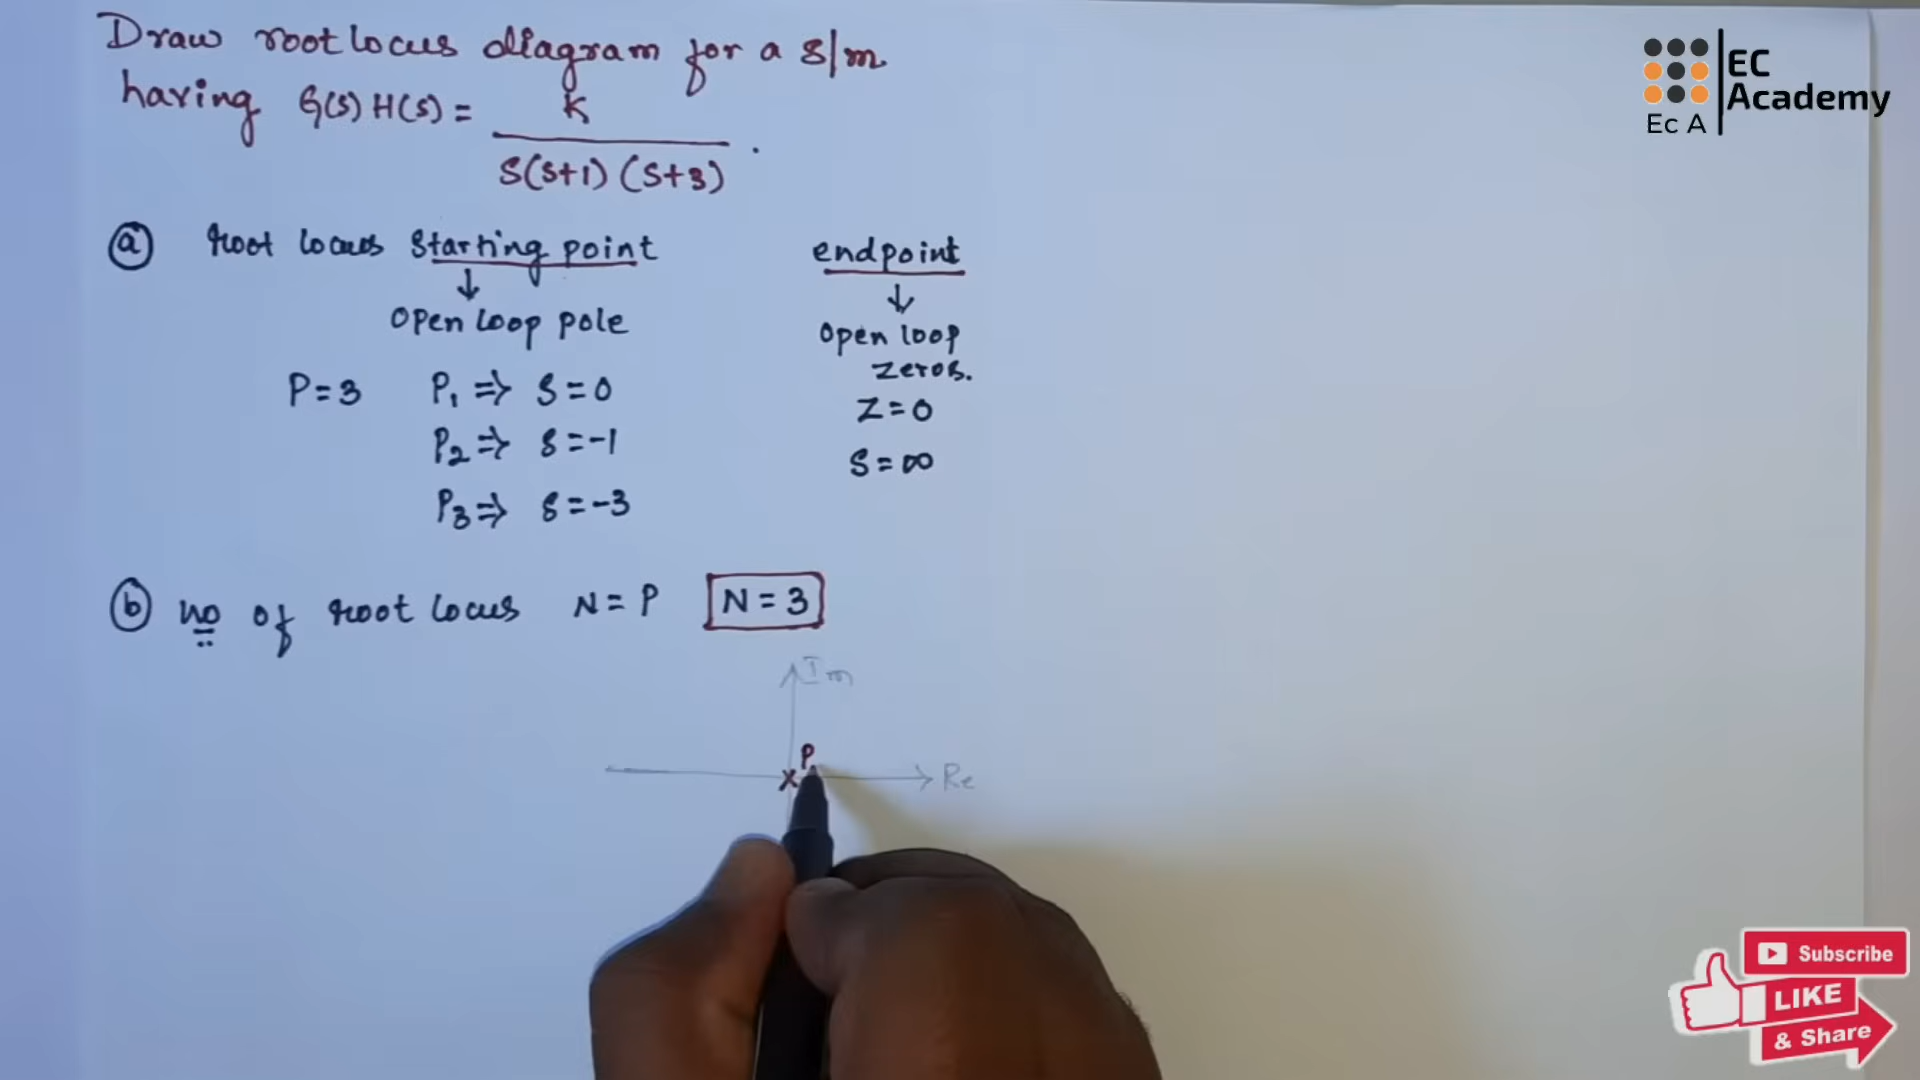 Draw root locus diagram for a S/m
having G(s) H(s) = K
S(S+1) (S+3) .
EC
Academy
Ec A
(a) Root locus Starting point endpoint
↓ ↓
Open loop pole Open loop
zeros.
P=3 P1 => S=0 Z=0
P2 => S=-1 S=∞
P3 => S=-3
(b) no of root locus N=P N=3
Im
P
x Re
Subscribe
LIKE
& Share